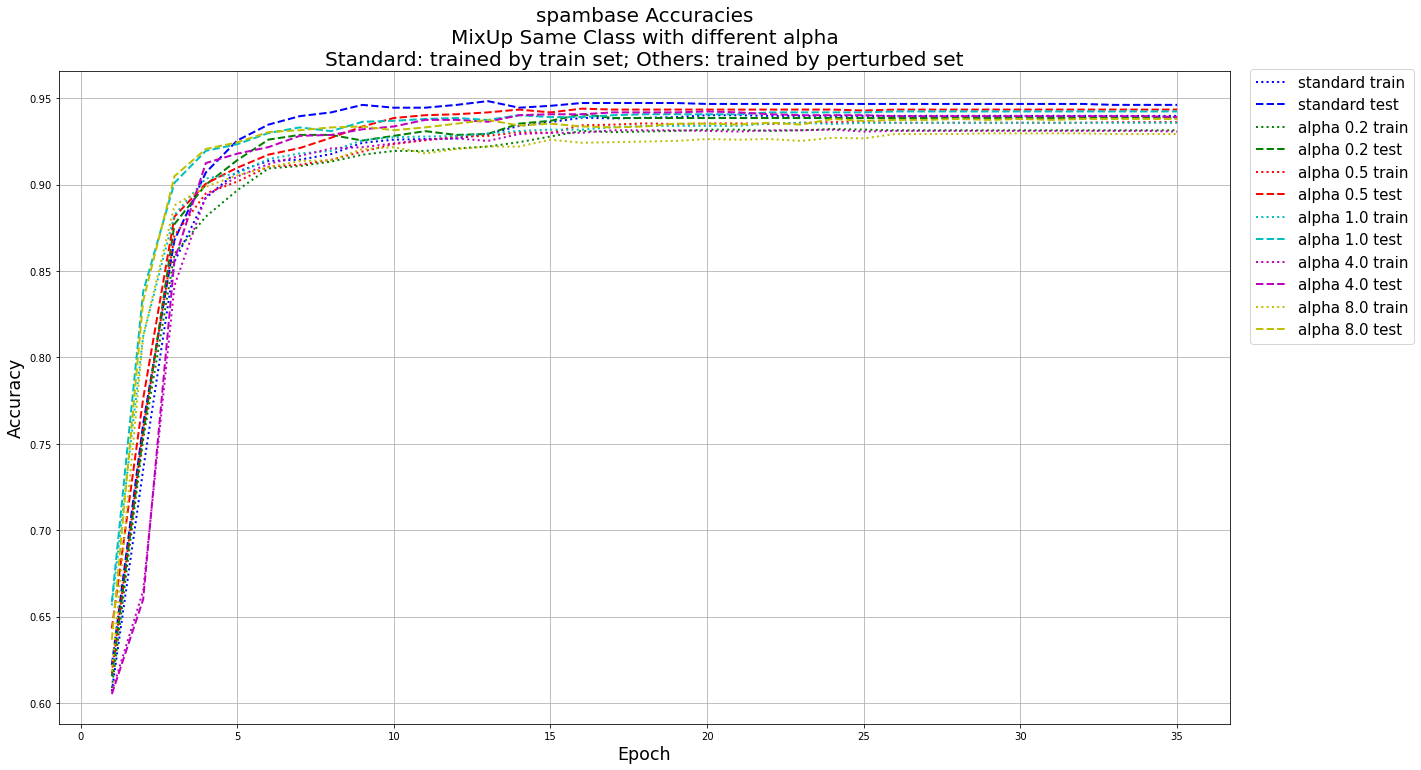 spambase Accuracies
MixUp Same Class with different alpha
Standard: trained by train set; Others: trained by perturbed set
0.95
0.90
0.85
0.80
0.75
0.70
0.65
0.60
Accuracy
0
5
10
15
20
25
30
35
Epoch
standard train
standard test
alpha 0.2 train
alpha 0.2 test
alpha 0.5 train
alpha 0.5 test
alpha 1.0 train
alpha 1.0 test
alpha 4.0 train
alpha 4.0 test
alpha 8.0 train
alpha 8.0 test